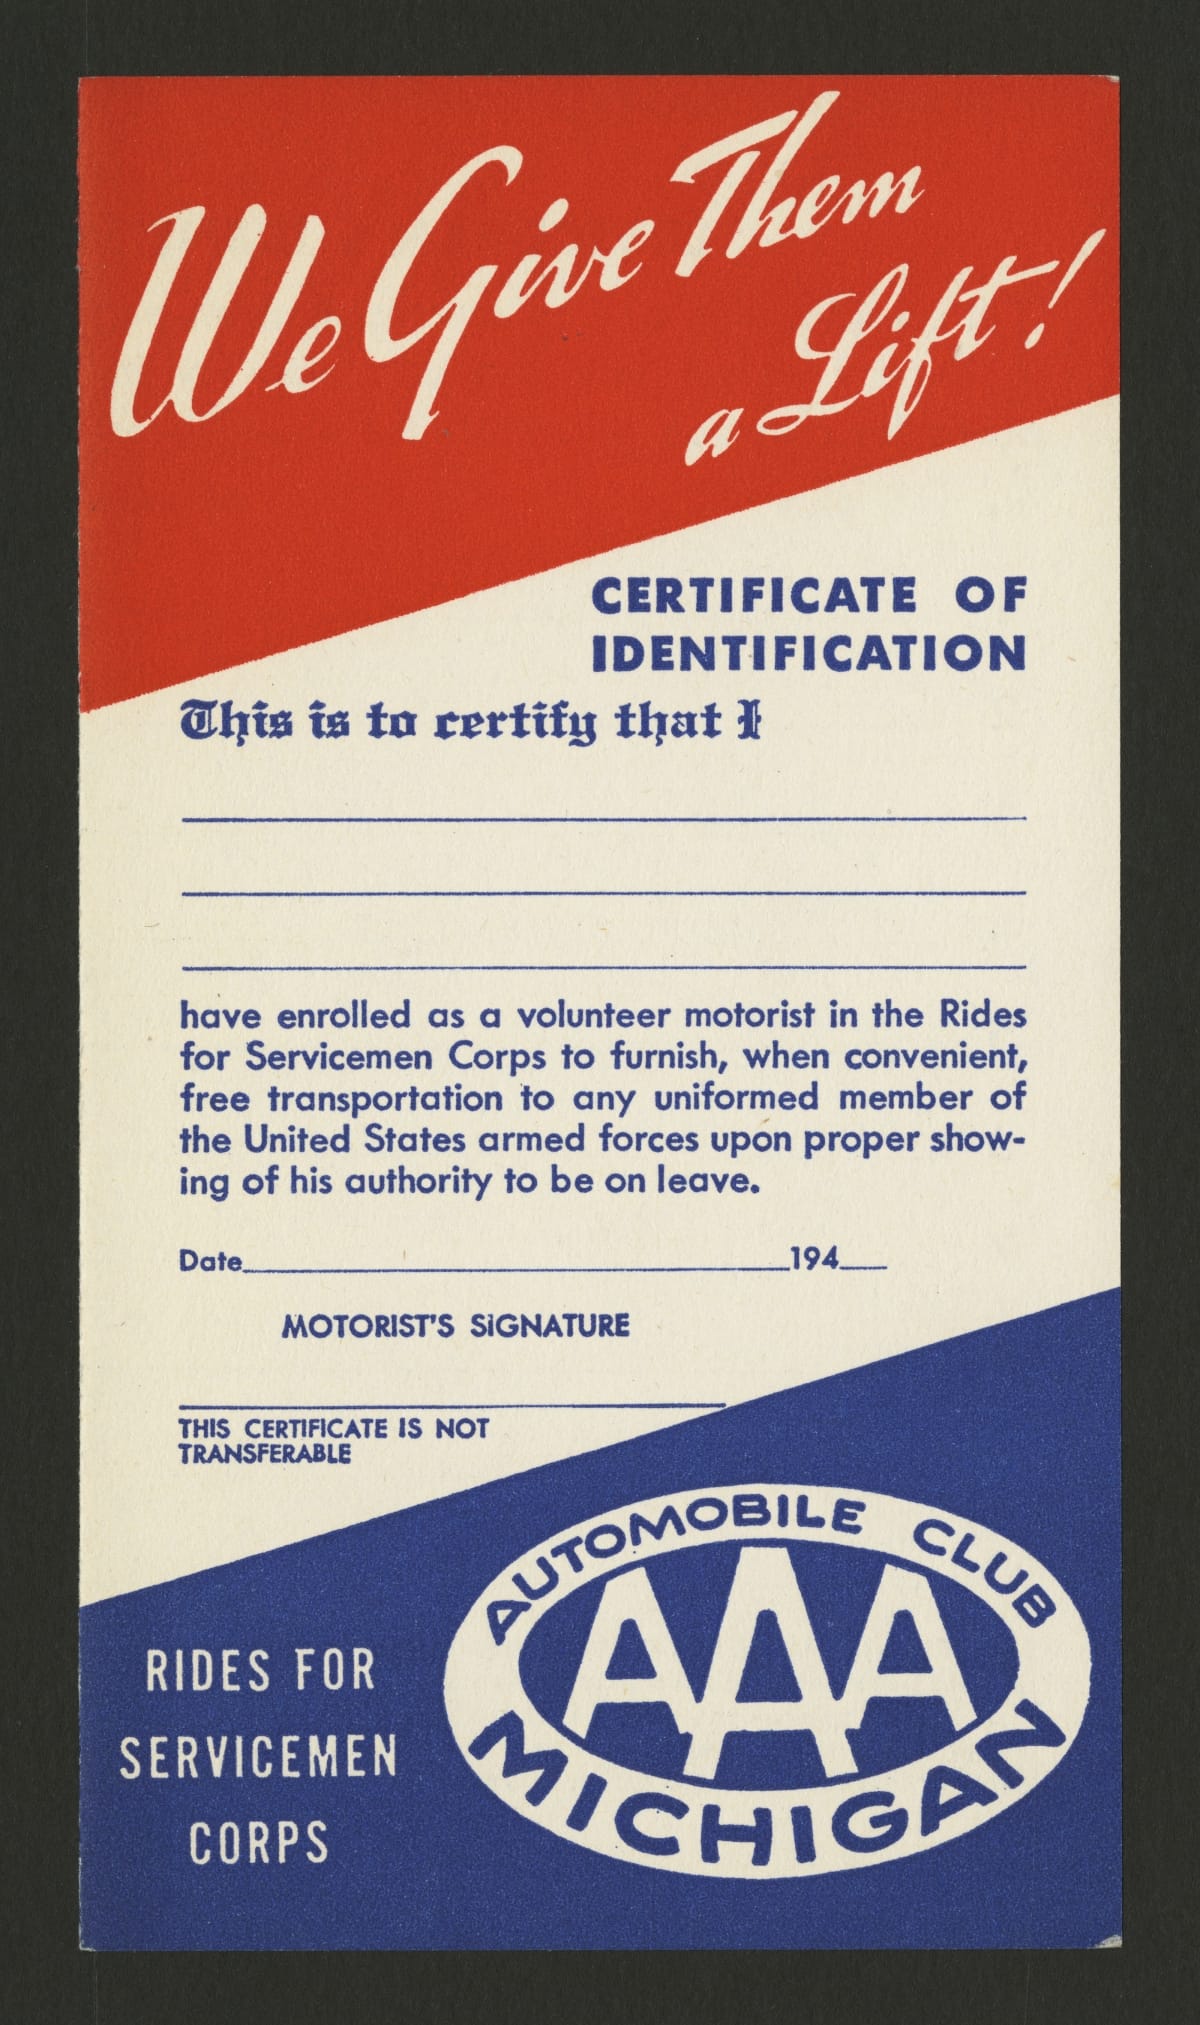 We Give Them
a Lift!
CERTIFICATE OF
IDENTIFICATION
This is to certify that I
have enrolled as a volunteer motorist in the Rides
for Servicemen Corps to furnish, when convenient,
free transportation to any uniformed member of
the United States armed forces upon proper show-
ing of his authority to be on leave.
Date____________________194__
MOTORIST'S SIGNATURE
THIS CERTIFICATE IS NOT
TRANSFERABLE
RIDES FOR
SERVICEMEN
CORPS
AUTOMOBILE CLUB
AAA
MICHIGAN